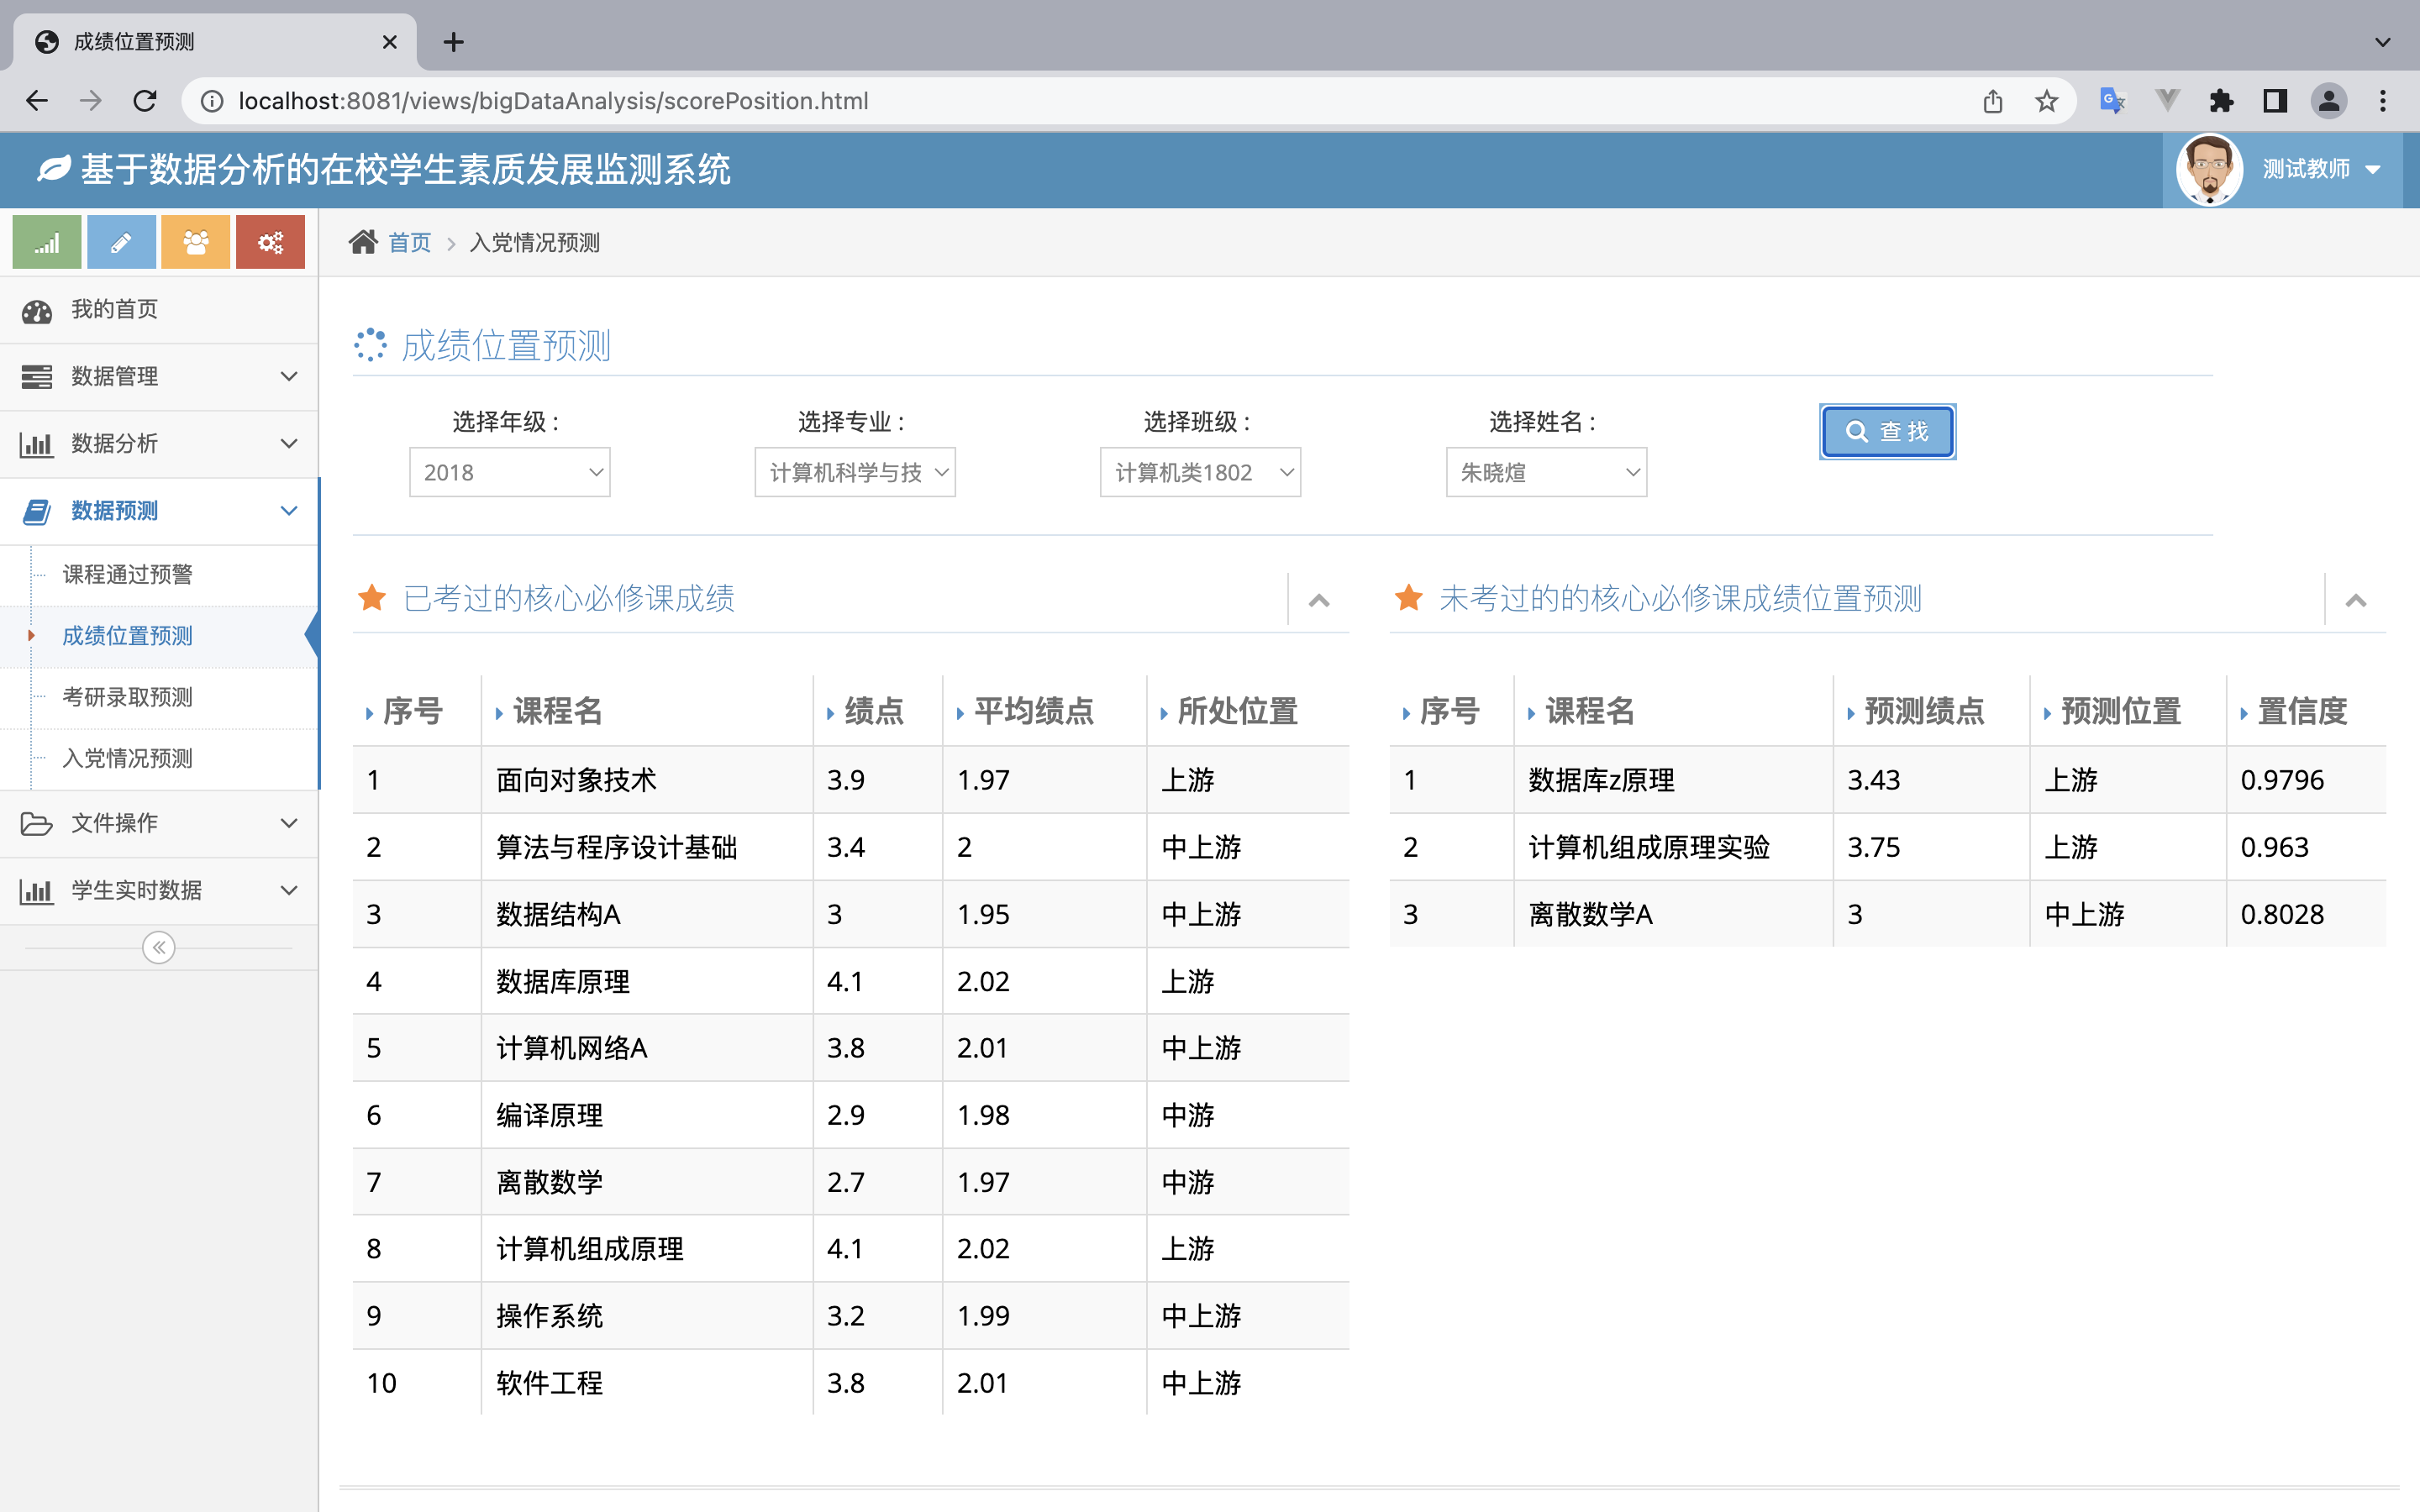 成绩位置预测
localhost:8081/views/bigDataAnalysis/scorePosition.html
基于数据分析的在校学生素质发展监测系统
测试教师
首页 入党情况预测
我的首页
数据管理
数据分析
数据预测
课程通过预警
成绩位置预测
考研录取预测
入党情况预测
文件操作
学生实时数据
成绩位置预测
选择年级： 选择专业： 选择班级： 选择姓名：
2018 计算机科学与技 计算机类1802 朱晓煊 查 找
已考过的核心必修课成绩
序号 课程名 绩点 平均绩点 所处位置
1 面向对象技术 3.9 1.97 上游
2 算法与程序设计基础 3.4 2 中上游
3 数据结构A 3 1.95 中上游
4 数据库原理 4.1 2.02 上游
5 计算机网络A 3.8 2.01 中上游
6 编译原理 2.9 1.98 中游
7 离散数学 2.7 1.97 中游
8 计算机组成原理 4.1 2.02 上游
9 操作系统 3.2 1.99 中上游
10 软件工程 3.8 2.01 中上游
未考过的的核心必修课成绩位置预测
序号 课程名 预测绩点 预测位置 置信度
1 数据库z原理 3.43 上游 0.9796
2 计算机组成原理实验 3.75 上游 0.963
3 离散数学A 3 中上游 0.8028